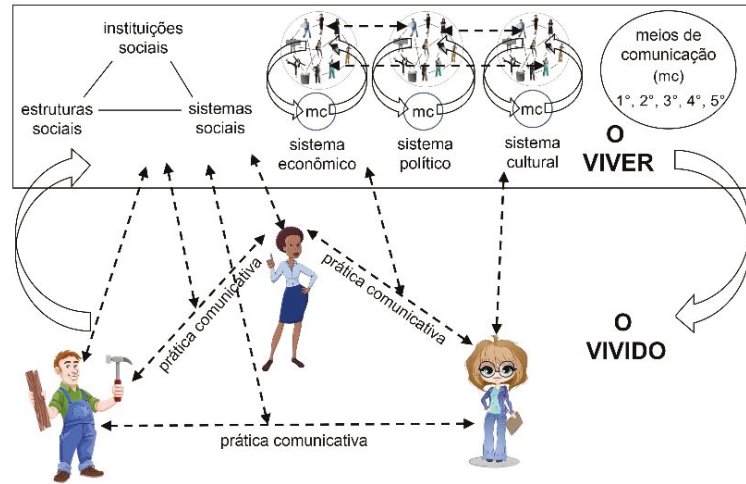 instituições
sociais
estruturas
sociais
sistemas
sociais
mc
mc
mc
sistema
econômico
sistema
político
sistema
cultural
meios de
comunicação
(mc)
1°, 2°, 3°, 4°, 5°
O
VIVER
prática comunicativa
prática comunicativa
prática comunicativa
O
VIVIDO